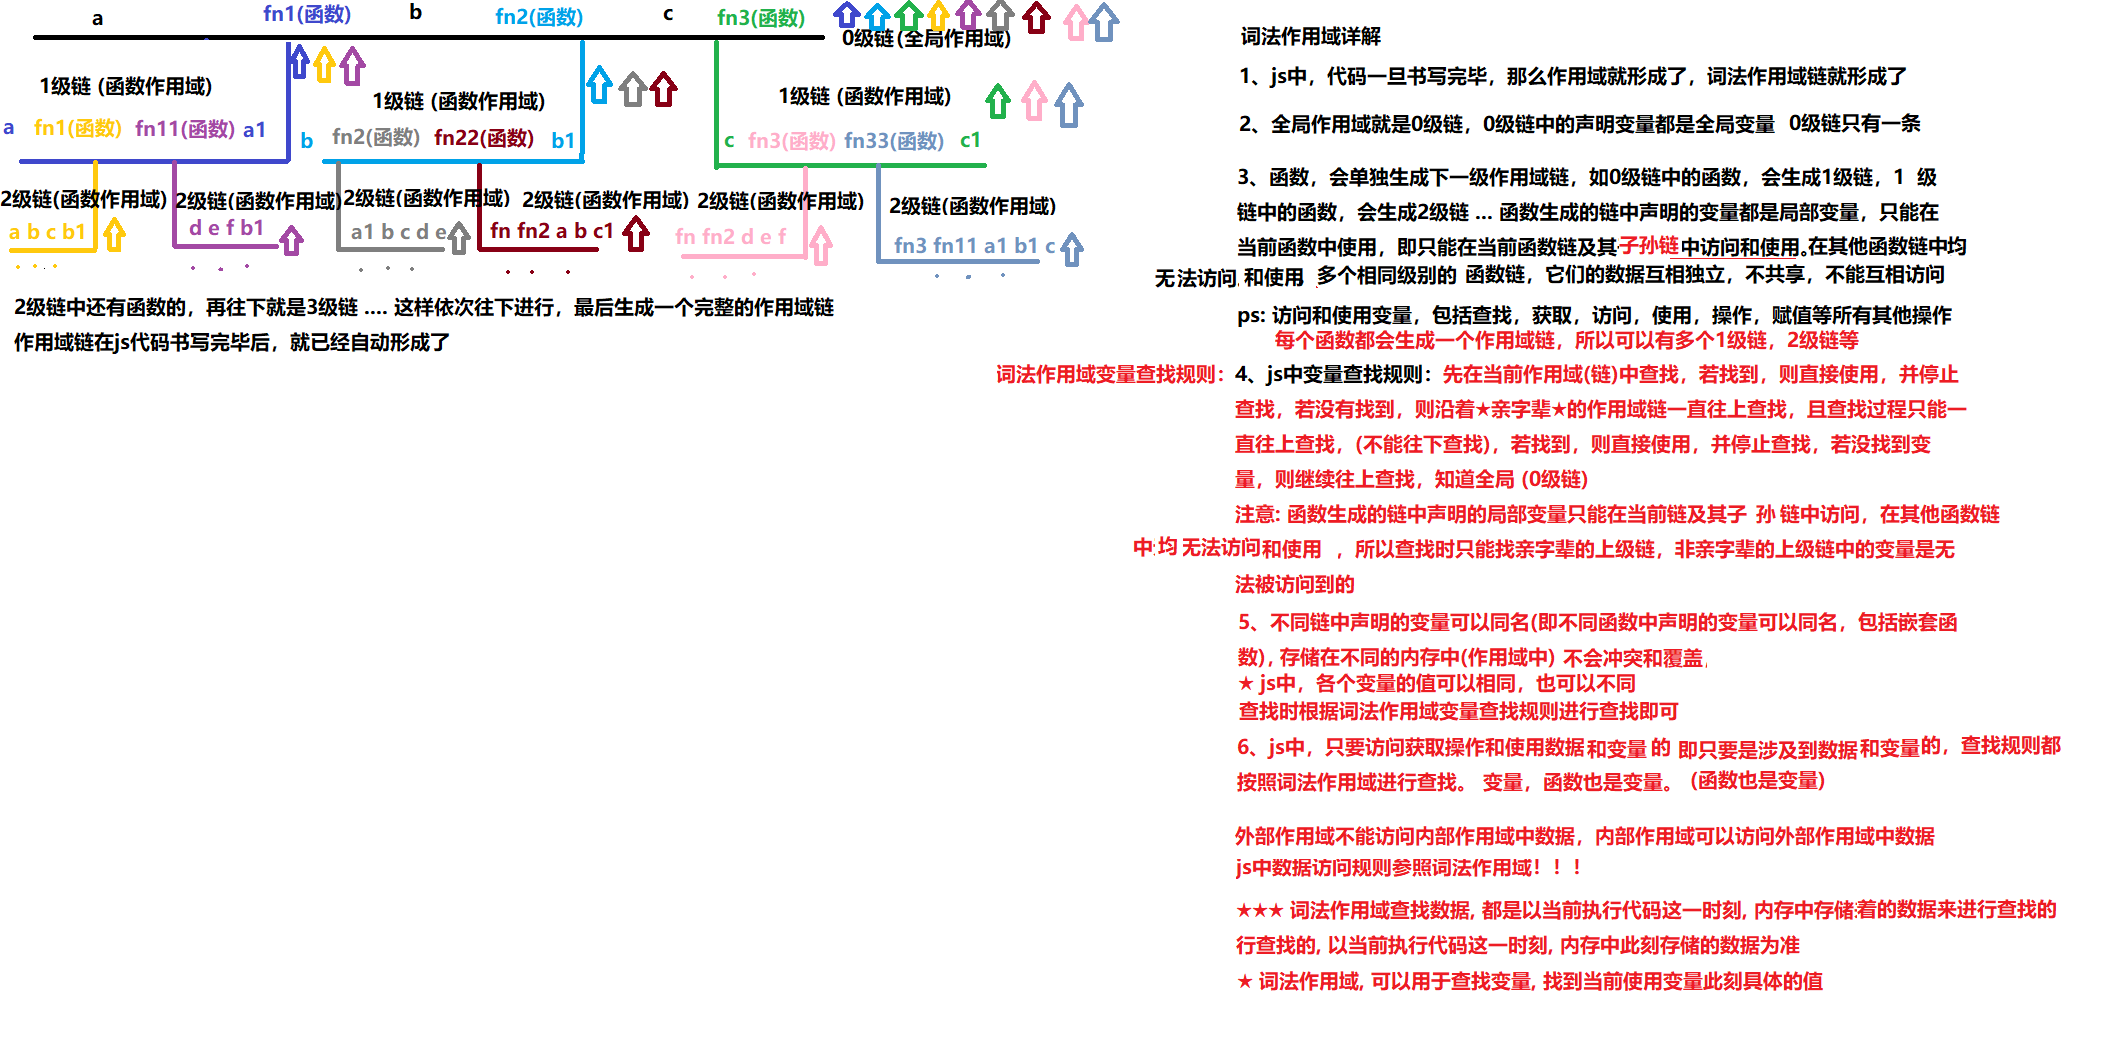 a fn1(函数) b fn2(函数) c fn3(函数)
0级链(全局作用域)
1级链 (函数作用域) 1级链 (函数作用域) 1级链 (函数作用域)
a fn1(函数) fn11(函数) a1 b fn2(函数) fn22(函数) b1 c fn3(函数) fn33(函数) c1
2级链(函数作用域) 2级链(函数作用域) 2级链(函数作用域) 2级链(函数作用域) 2级链(函数作用域) 2级链(函数作用域)
a b c b1 d e f b1 a1 b c d e fn fn2 a b c1 fn fn2 d e f fn3 fn11 a1 b1 c
2级链中还有函数的，再往下就是3级链 .... 这样依次往下进行，最后生成一个完整的作用域链
作用域链在js代码书写完毕后，就已经自动形成了
词法作用域详解
1、js中，代码一旦书写完毕，那么作用域就形成了，词法作用域链就形成了
2、全局作用域就是0级链，0级链中的声明变量都是全局变量 0级链只有一条
3、函数，会单独生成下一级作用域链，如0级链中的函数，会生成1级链，1 级
链中的函数，会生成2级链 ... 函数生成的链中声明的变量都是局部变量，只能在
当前函数中使用，即只能在当前函数链及其子孙链中访问和使用。在其他函数链中均
无法访问和使用 多个相同级别的 函数链，它们的数据互相独立，不共享，不能互相访问
ps: 访问和使用变量，包括查找，获取，访问，使用，操作，赋值等所有其他操作
每个函数都会生成一个作用域链，所以可以有多个1级链，2级链等
词法作用域变量查找规则：4、js中变量查找规则：先在当前作用域(链)中查找，若找到，则直接使用，并停止
查找，若没有找到，则沿着★亲字辈★的作用域链一直往上查找，且查找过程只能一
直往上查找，(不能往下查找)，若找到，则直接使用，并停止查找，若没找到变
量，则继续往上查找，知道全局 (0级链)
注意: 函数生成的链中声明的局部变量只能在当前链及其子 孙 链中访问，在其他函数链
中均 无法访问和使用 ，所以查找时只能找亲字辈的上级链，非亲字辈的上级链中的变量是无
法被访问到的
5、不同链中声明的变量可以同名(即不同函数中声明的变量可以同名，包括嵌套函
数)，存储在不同的内存中(作用域中) 不会冲突和覆盖，
★ js中，各个变量的值可以相同，也可以不同
查找时根据词法作用域变量查找规则进行查找即可
6、js中，只要访问获取操作和使用数据和变量 的 即只要是涉及到数据和变量的，查找规则都
按照词法作用域进行查找。 变量，函数也是变量。 (函数也是变量)
外部作用域不能访问内部作用域中数据，内部作用域可以访问外部作用域中数据
js中数据访问规则参照词法作用域！！！
★★★ 词法作用域查找数据, 都是以当前执行代码这一时刻, 内存中存储着的数据来进行查找的
行查找的, 以当前执行代码这一时刻, 内存中此刻存储的数据为准
★ 词法作用域, 可以用于查找变量, 找到当前使用变量此刻具体的值